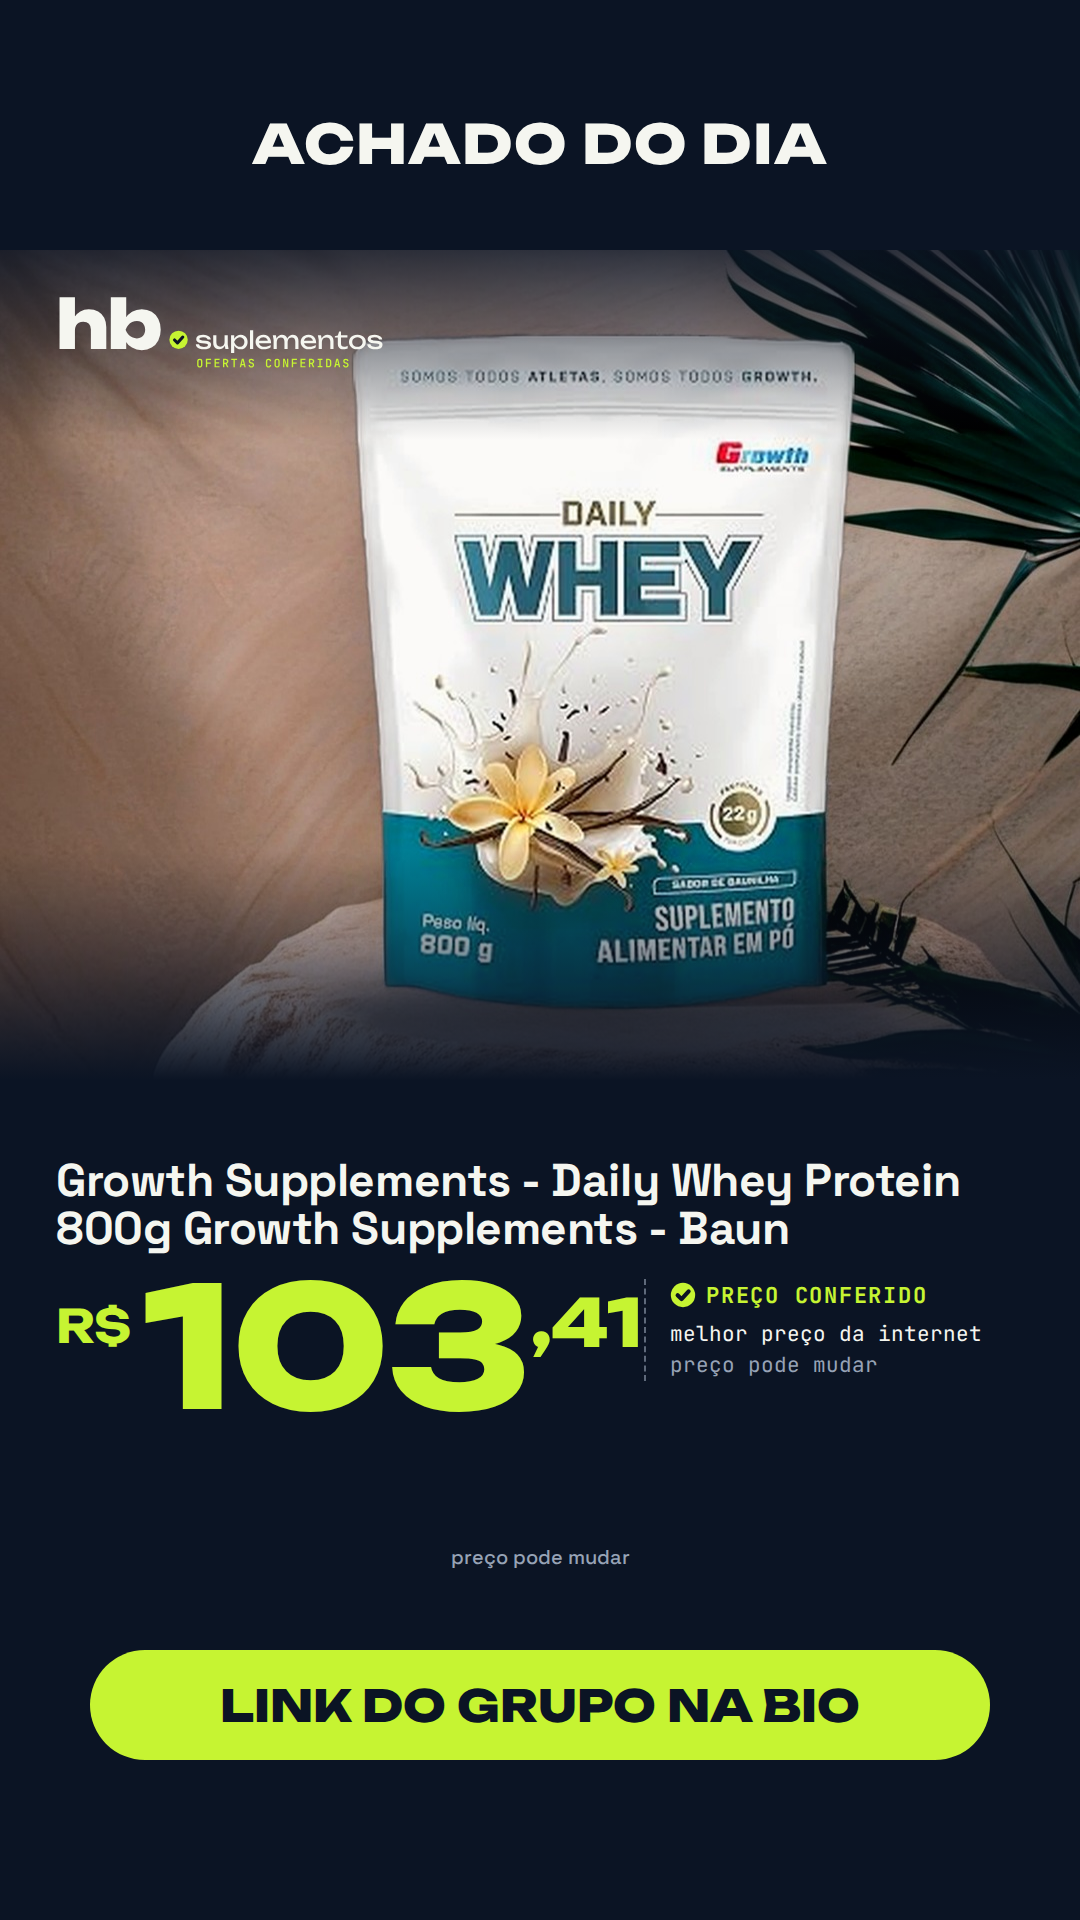 ACHADO DO DIA
hb suplementos
OFERTAS CONFERIDAS
SOMOS TODOS ATLETAS. SOMOS TODOS GROWTH.
Growth
SUPPLEMENTS
DAILY
WHEY
22g
SABOR DE BAUNILHA
SUPLEMENTO
ALIMENTAR EM PÓ
Peso líq.
800 g
Growth Supplements - Daily Whey Protein
800g Growth Supplements - Baun
R$ 103,41
PREÇO CONFERIDO
melhor preço da internet
preço pode mudar
preço pode mudar
LINK DO GRUPO NA BIO